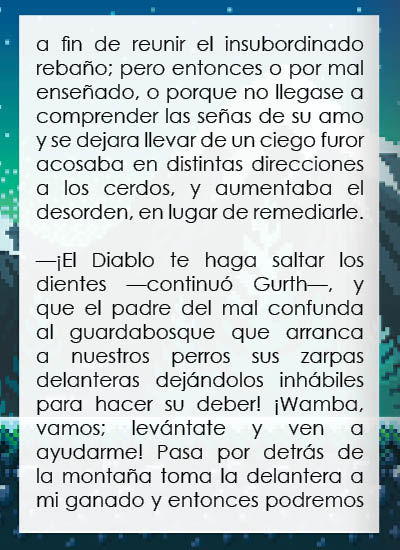 a fin de reunir el insubordinado
rebaño; pero entonces o por mal
enseñado, o porque no llegase a
comprender las señas de su amo
y se dejara llevar de un ciego furor
acosaba en distintas direcciones
a los cerdos, y aumentaba el
desorden, en lugar de remediarle.

—¡El Diablo te haga saltar los
dientes —continuó Gurth—, y
que el padre del mal confunda
al guardabosque que arranca
a nuestros perros sus zarpas
delanteras dejándolos inhábiles
para hacer su deber! ¡Wamba,
vamos; levántate y ven a
ayudarme! Pasa por detrás de
la montaña toma la delantera a
mi ganado y entonces podremos